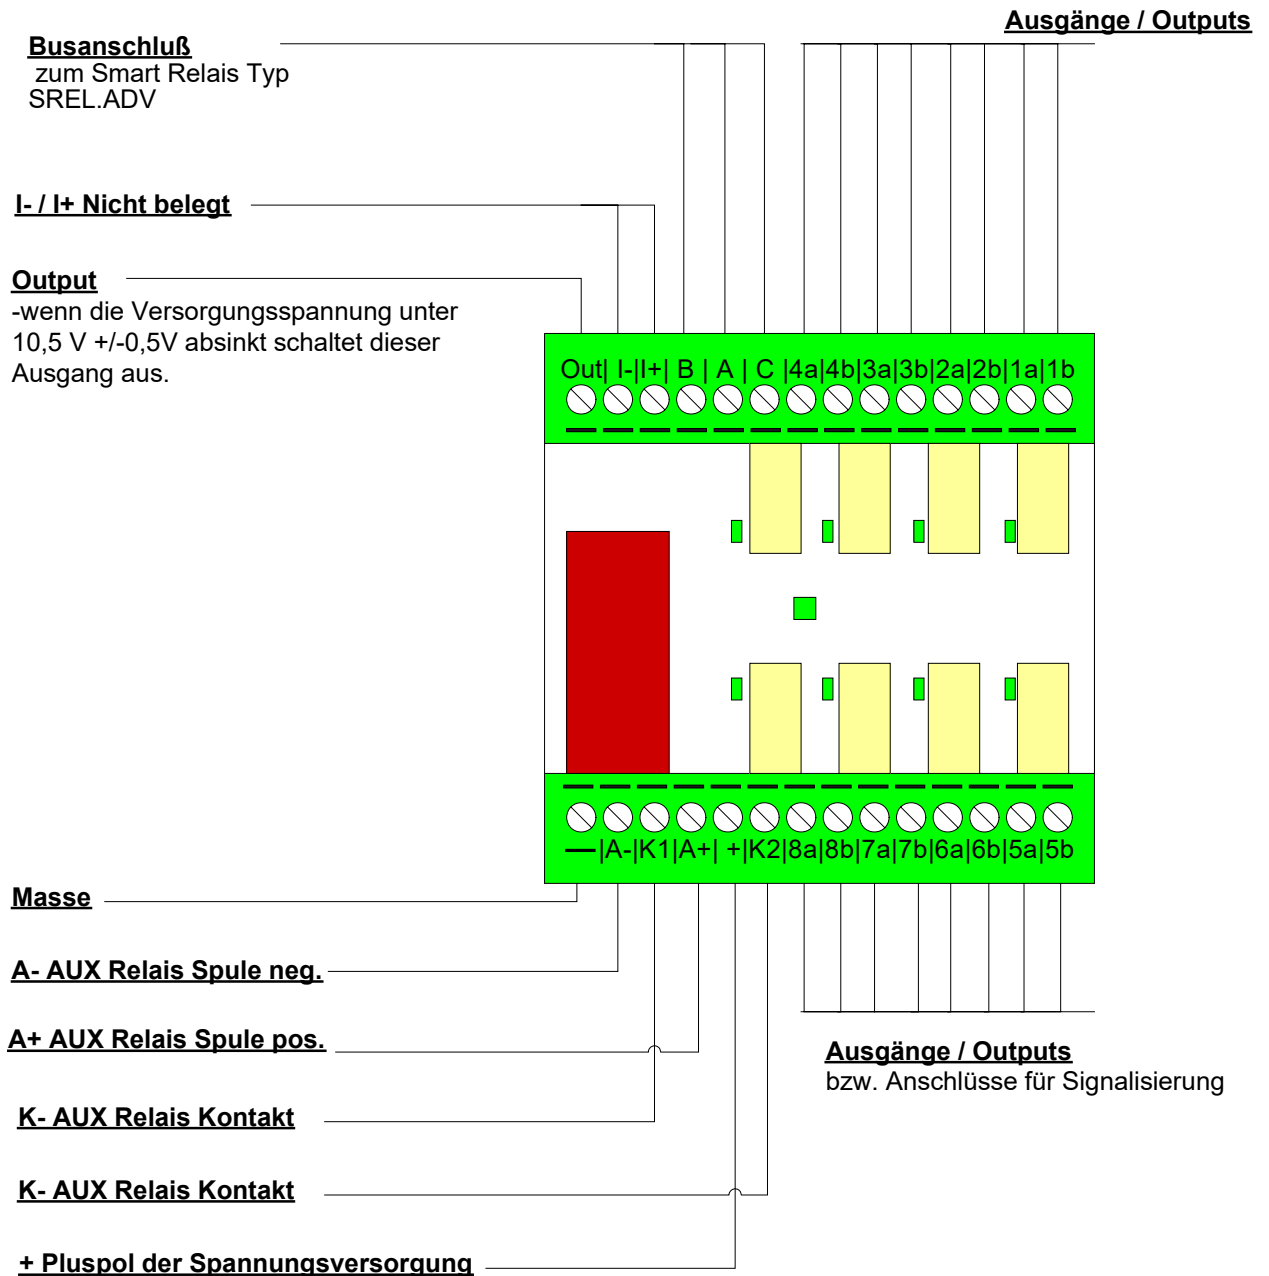 Ausgänge / Outputs
Busanschluß
zum Smart Relais Typ
SREL.ADV
I- / I+ Nicht belegt
Output
-wenn die Versorgungsspannung unter
10,5 V +/-0,5V absinkt schaltet dieser
Ausgang aus.
Out| I-|I+| B | A | C |4a|4b|3a|3b|2a|2b|1a|1b
—|A-|K1|A+| +|K2|8a|8b|7a|7b|6a|6b|5a|5b
Masse
A- AUX Relais Spule neg.
A+ AUX Relais Spule pos.
Ausgänge / Outputs
bzw. Anschlüsse für Signalisierung
K- AUX Relais Kontakt
K- AUX Relais Kontakt
+ Pluspol der Spannungsversorgung